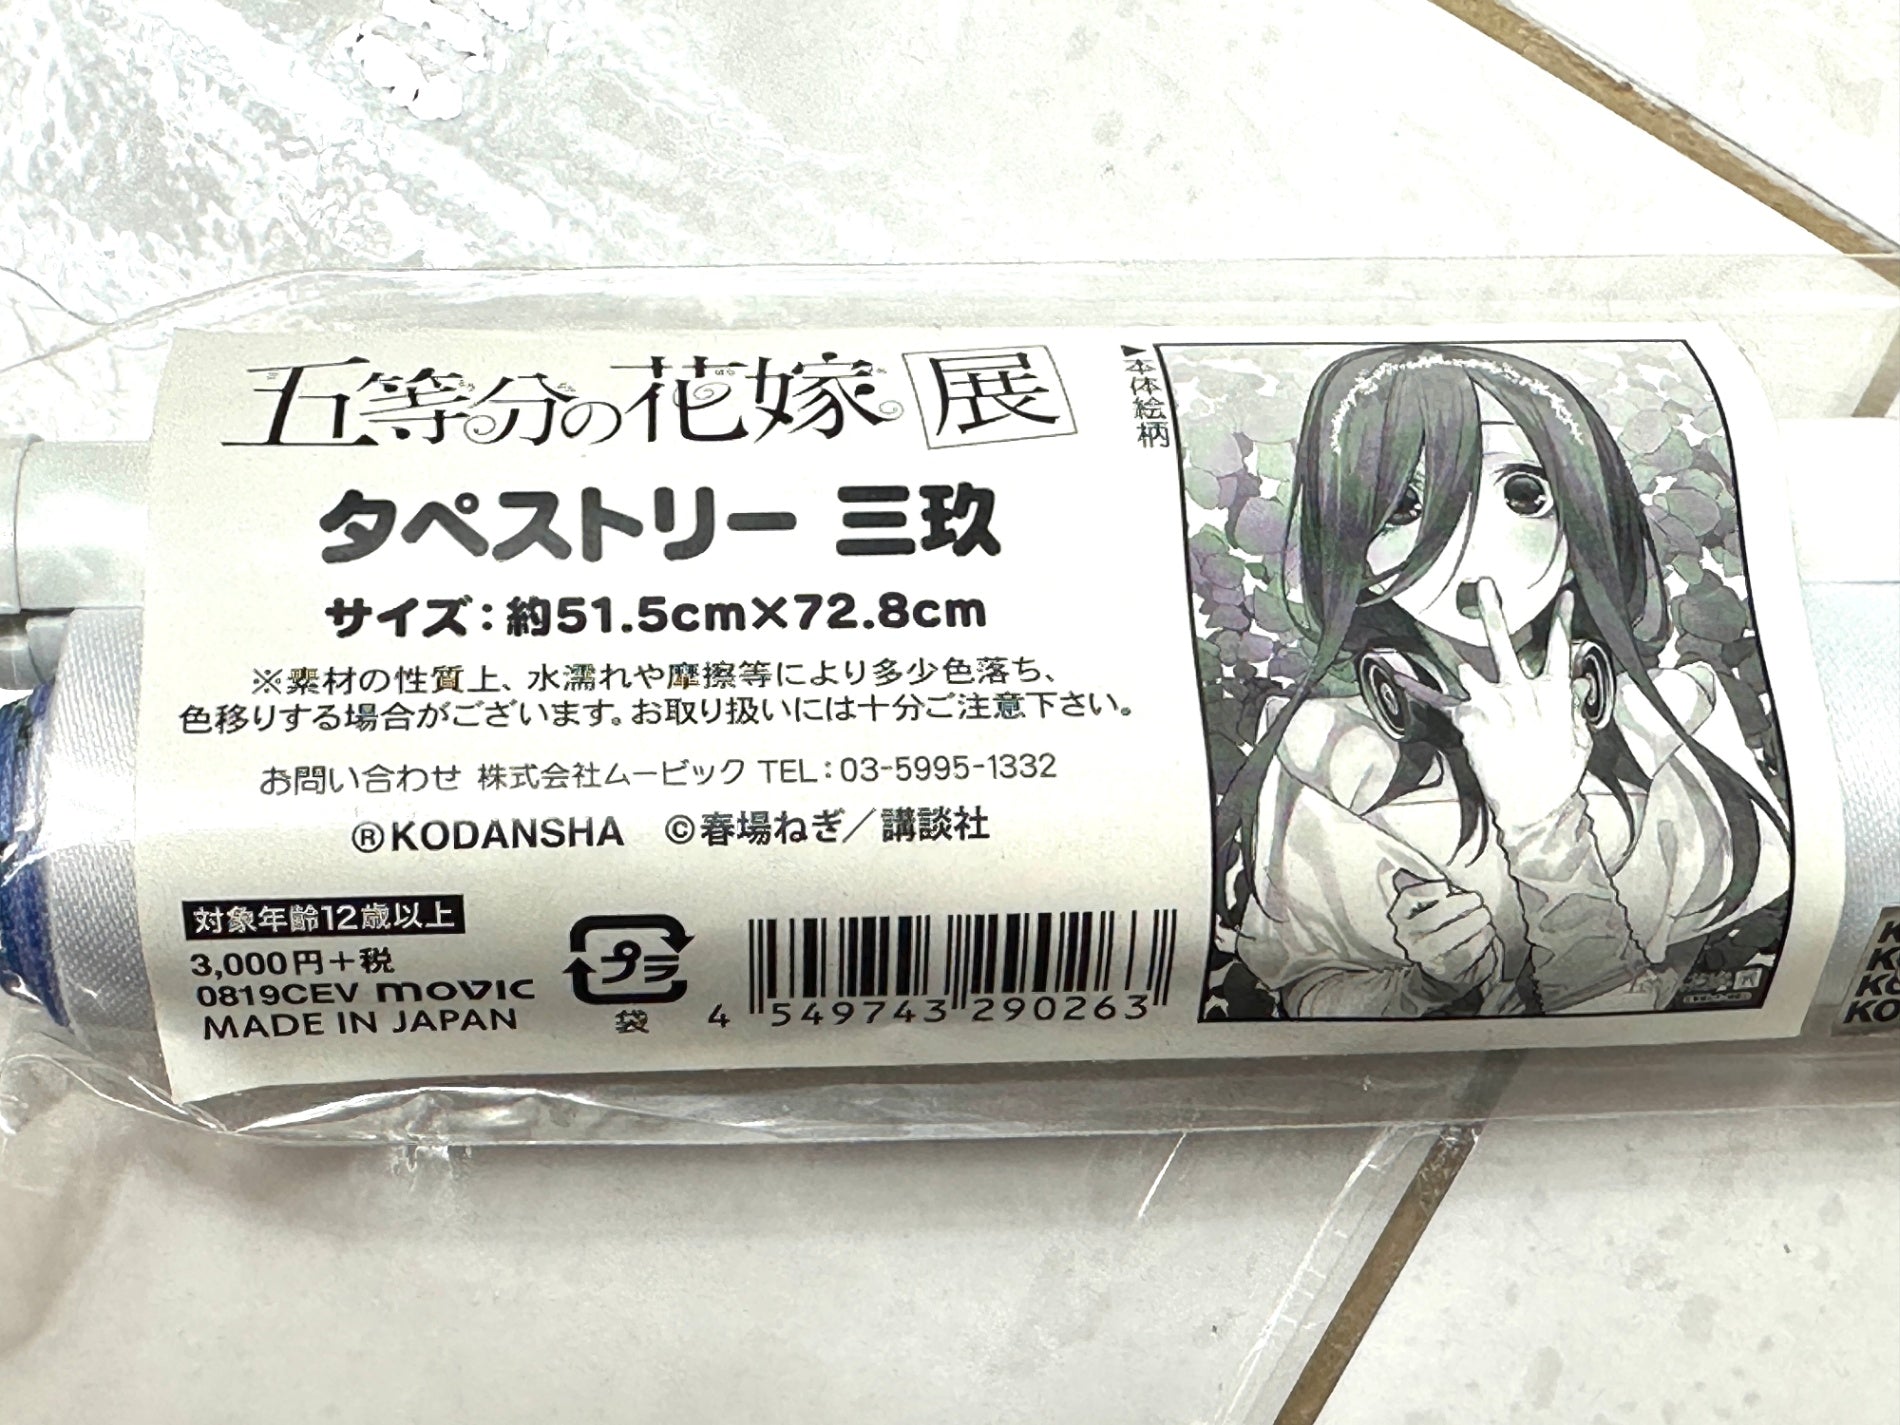 五等分の花嫁 展
タペストリー 三玖
サイズ：約51.5cm×72.8cm
※素材の性質上、水濡れや摩擦等により多少色落ち、
色移りする場合がございます。お取り扱いには十分ご注意下さい。
お問い合わせ 株式会社ムービック TEL：03-5995-1332
®KODANSHA ©春場ねぎ／講談社
対象年齢12歳以上
3,000円＋税
0819CEV movic
MADE IN JAPAN
プラ
袋
4 549743 290263
▶本体絵柄